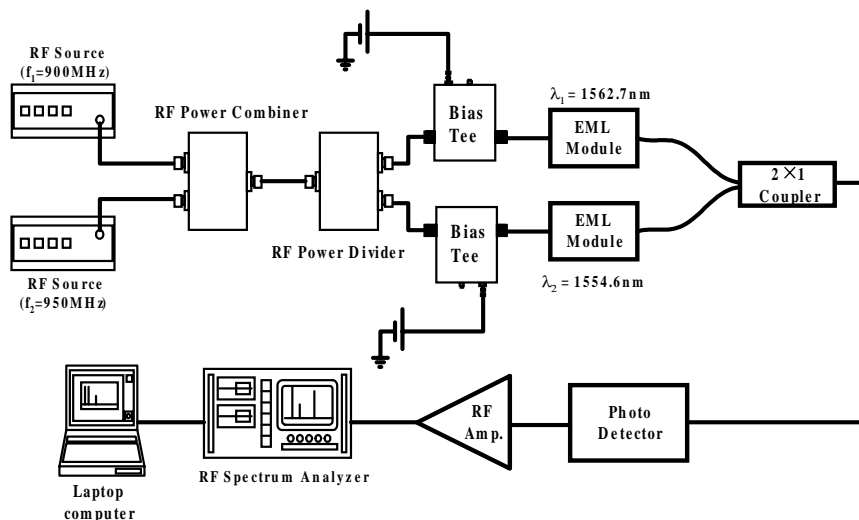 RF Source
(f1=900MHz)
RF Power Combiner
Bias
Tee
λ1 = 1562.7nm
EML
Module
2×1
Coupler
RF Source
(f2=950MHz)
RF Power Divider
Bias
Tee
EML
Module
λ2 = 1554.6nm
Laptop
computer
RF Spectrum Analyzer
RF
Amp.
Photo
Detector